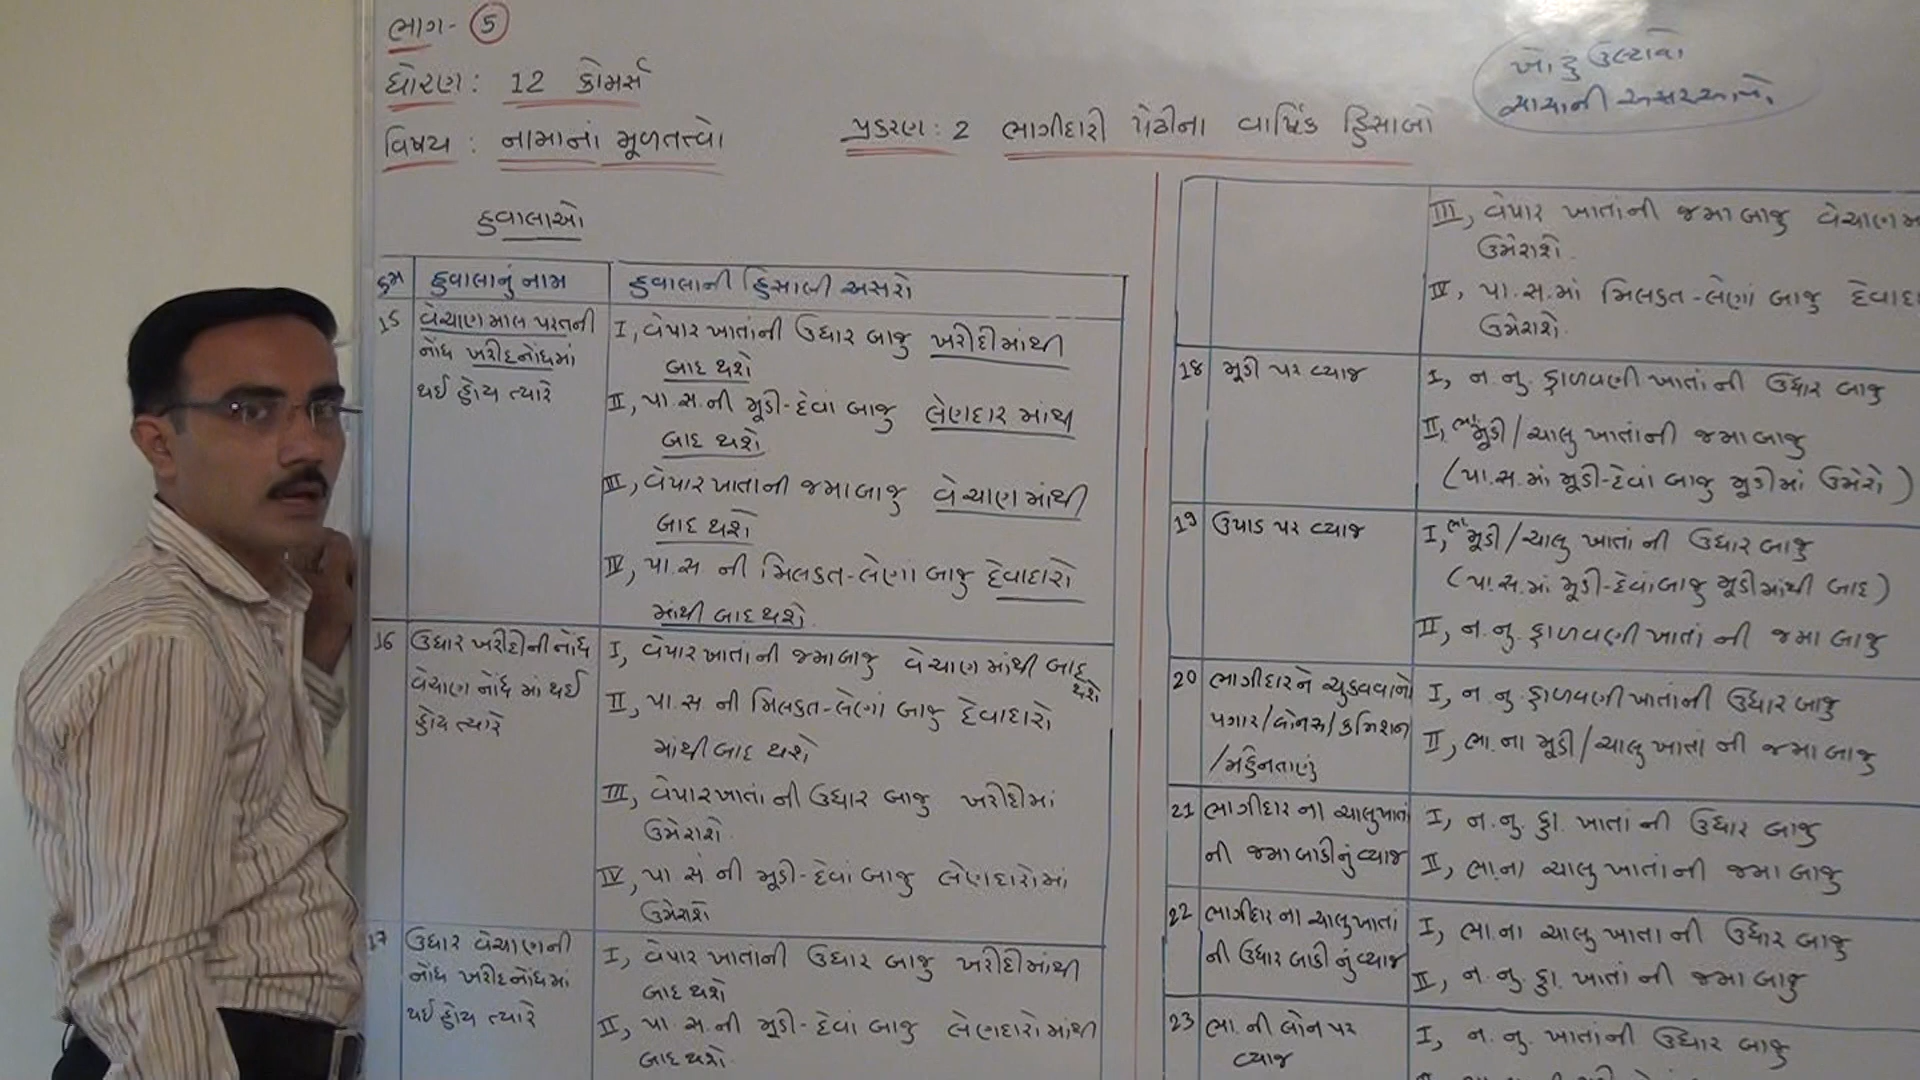 ભાગ- 5
ધોરણ : 12 કોમર્સ
વિષય : નામાનાં મૂળતત્ત્વો
પ્રકરણ : 2 ભાગીદારી પેઢીના વાર્ષિક હિસાબો
ખોટું ઉલ્ટાવો
સાચાની અસર આપો
હવાલાઓ
ક્રમ હવાલાનું નામ હવાલાની હિસાબી અસરો
15 વેચાણમાલ પરતની
નોંધ ખરીદનોંધમાં
થઈ હોય ત્યારે
I, વેપાર ખાતાંની ઉધાર બાજુ ખરીદીમાંથી
બાદ થશે
II, પા.સ.ની મૂડી-દેવાં બાજુ લેણદાર માંથી
બાદ થશે
III, વેપાર ખાતાંની જમાબાજુ વેચાણમાંથી
બાદ થશે
IV, પા.સ ની મિલકત-લેણાં બાજુ દેવાદારો
માંથી બાદ થશે.
16 ઉધાર ખરીદીની નોંધ
વેચાણ નોંધ માં થઈ
હોય ત્યારે
I, વેપાર ખાતાંની જમાબાજુ વેચાણ માંથી બાદ
થશે
II, પા.સ ની મિલકત-લેણાં બાજુ દેવાદારો
માંથી બાદ થશે
III, વેપારખાતાં ની ઉધાર બાજુ ખરીદીમાં
ઉમેરાશે.
IV, પા સ. ની મૂડી-દેવાં બાજુ લેણદારોમાં
ઉમેરાશે
17 ઉધાર વેચાણની
નોંધ ખરીદનોંધમાં
થઈ હોય ત્યારે
I, વેપાર ખાતાંની ઉધાર બાજુ ખરીદીમાંથી
બાદ થશે
II, પા.સ.ની મૂડી-દેવાં બાજુ લેણદારોમાંથી
બાદ થશે.
III, વેપાર ખાતાંની જમા બાજુ
ઉમેરાશે.
IV, પા.સ.માં મિલકત-લેણાં બાજુ
ઉમેરાશે.
18 મૂડી પર વ્યાજ
I, ન.નુ. ફાળવણી ખાતાં ની ઉધાર બાજુ
II, ભા. મૂડી/ચાલુ ખાતાંની જમા બાજુ
(પા.સ.માં મૂડી-દેવાં બાજુ મૂડીમાં ઉમેરો)
19 ઉપાડ પર વ્યાજ
I, ભા. મૂડી/ચાલુ ખાતાં ની ઉધાર બાજુ
(પા.સ.માં મૂડી-દેવાંબાજુ મૂડીમાંથી બાદ)
II, ન.નુ. ફાળવણી ખાતાં ની જમા બાજુ
20 ભાગીદારને ચુકવવાનો
પગાર/બોનસ/કમિશન
/મહેનતાણું
I, ન.નુ. ફાળવણી ખાતાંની ઉધાર બાજુ
II, ભા.ના મૂડી/ચાલુ ખાતાં ની જમા બાજુ
21 ભાગીદાર ના ચાલુખાતાં
ની જમા બાકીનું વ્યાજ
I, ન.નુ. ફા. ખાતાં ની ઉધાર બાજુ
II, ભા.ના ચાલુ ખાતાંની જમા બાજુ
22 ભાગીદાર ના ચાલુખાતાં
ની ઉધાર બાકી નું વ્યાજ
I, ભા.ના ચાલુ ખાતા ની ઉધાર બાજુ
II, ન.નુ. ફા. ખાતાં ની જમા બાજુ
23 ભા.ની લોન પર
વ્યાજ
I, ન.નુ. ખાતાંની ઉધાર બાજુ